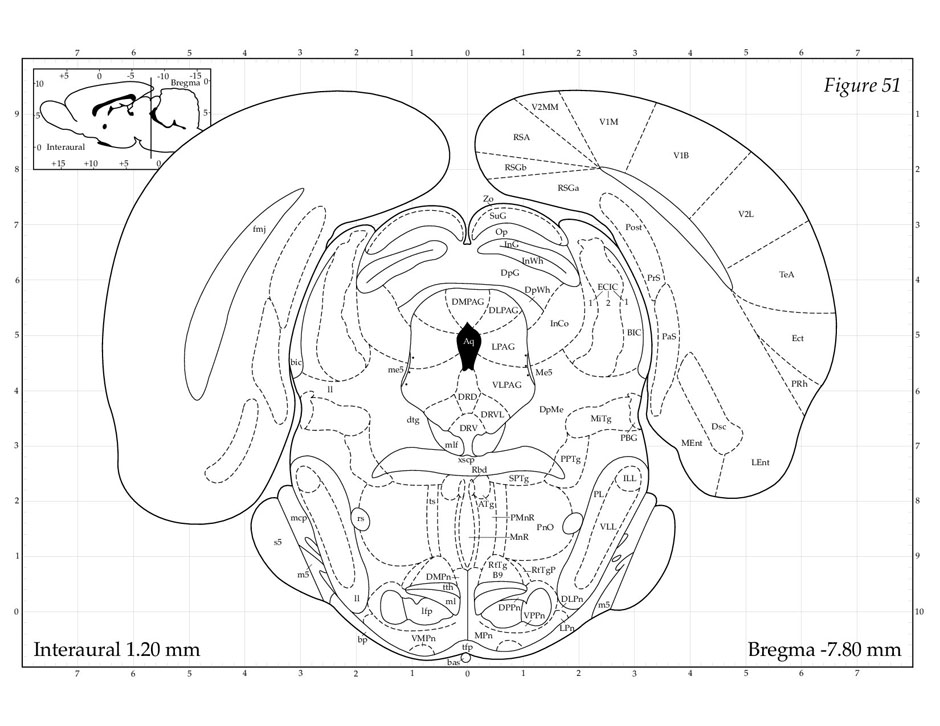 7 6 5 4 3 2 1 0 1 2 3 4 5 6 7
Figure 51
+5 0 -5 -10 -15
Bregma
10 0
5 5
0 Interaural
+15 +10 +5 0
9 1
8 2
7 3
6 4
5 5
4 6
3 7
2 8
1 9
0 10
V2MM
V1M
RSA
V1B
RSGb
RSGa
V2L
TeA
Ect
PRh
LEnt
MEnt
Dsc
Post
PrS
PaS
fmj
Zo
SuG
Op
InG
InWh
DpG
DpWh
ECIC
1 2 1
InCo
BIC
DMPAG
DLPAG
Aq
LPAG
VLPAG
me5
Me5
bic
ll
DRD
DRVL
DRV
dtg
mlf
xscp
DpMe
MiTg
PBG
PPTg
Rbd
SPTg
ILL
PL
VLL
ts
ATg
PMnR
PnO
MnR
rs
mcp
s5
m5
ll
bp
RtTg
B9
RtTgP
DMPn
tth
ml
lfp
DPPn
VPPn
DLPn
LPn
m5
VMPn
MPn
tfp
bas
Interaural 1.20 mm
Bregma -7.80 mm
7 6 5 4 3 2 1 0 1 2 3 4 5 6 7